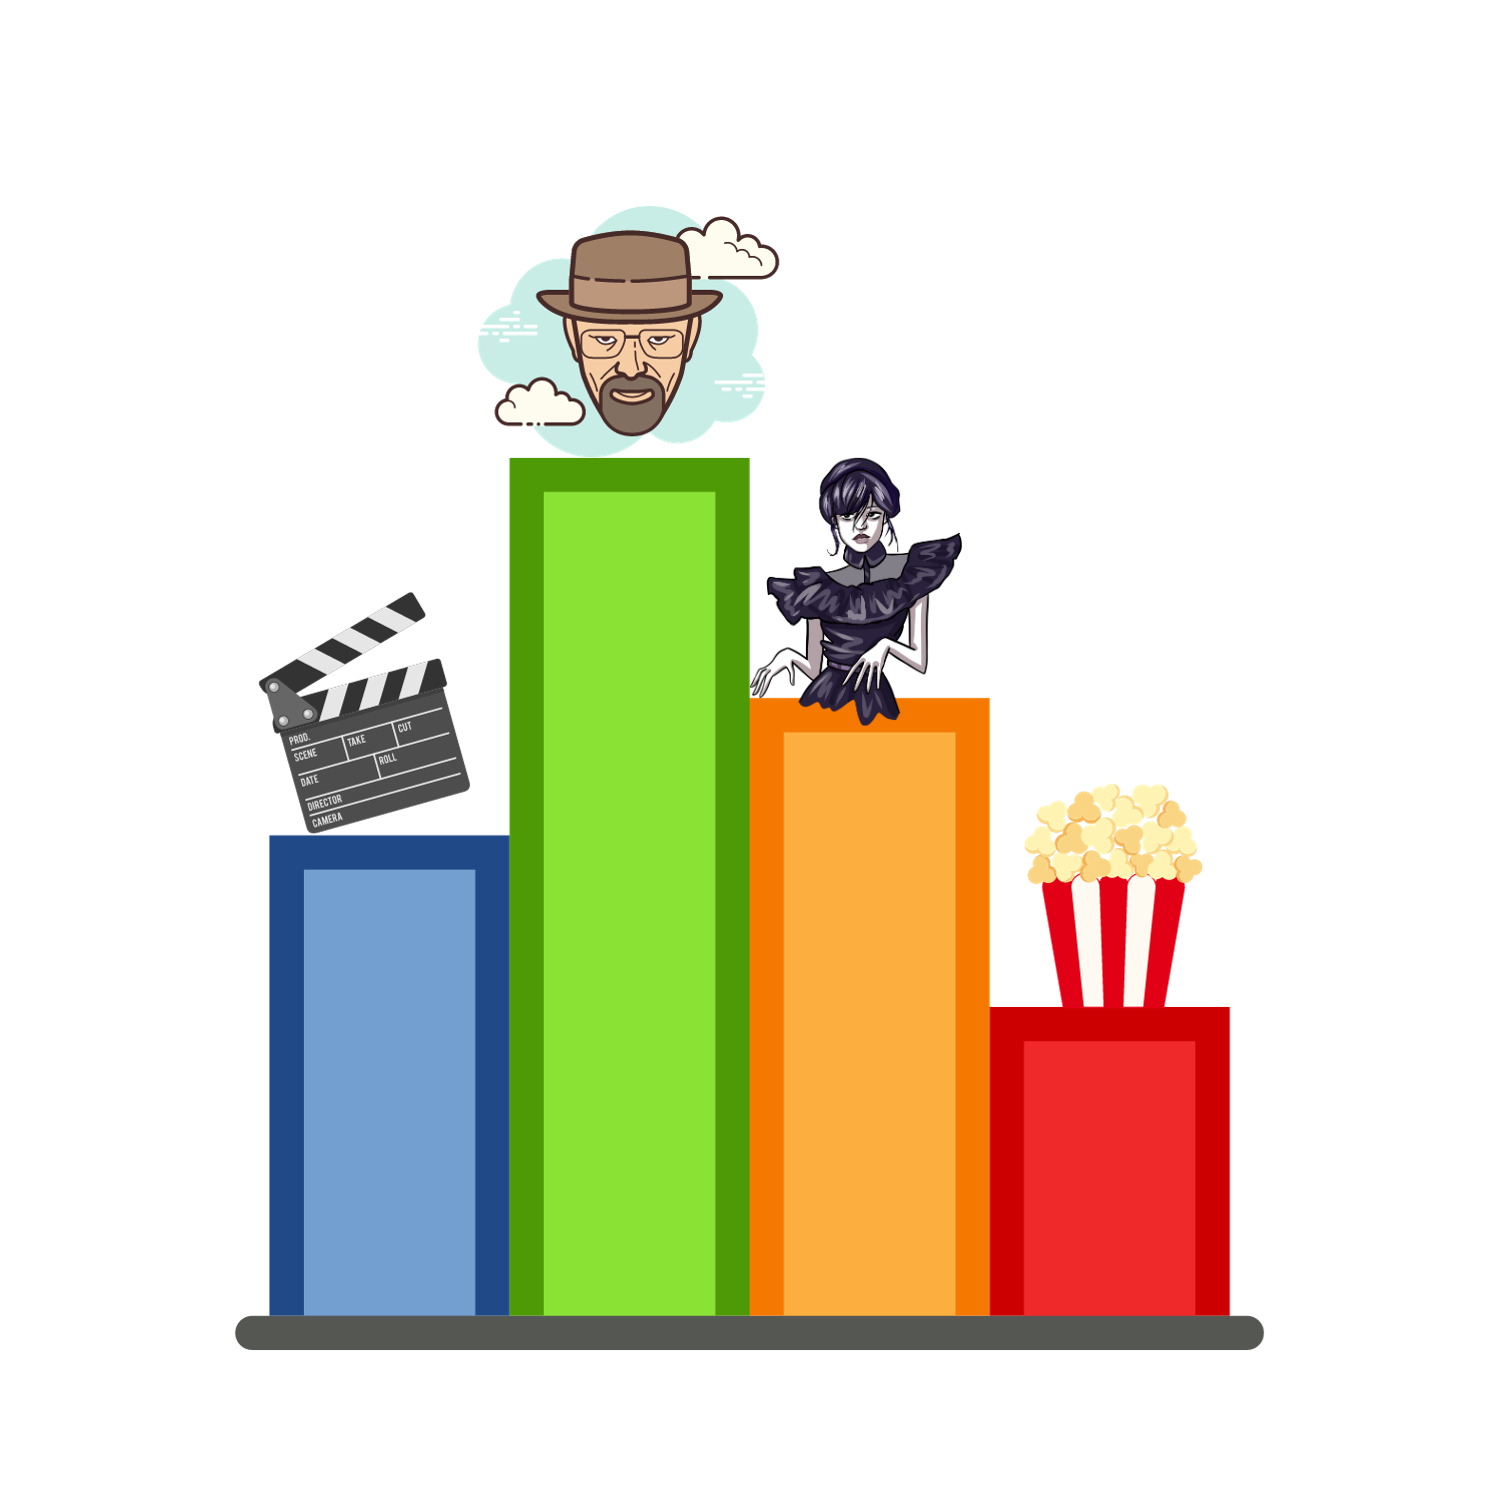 PROD.
SCENE TAKE CUT
DATE ROLL
DIRECTOR
CAMERA